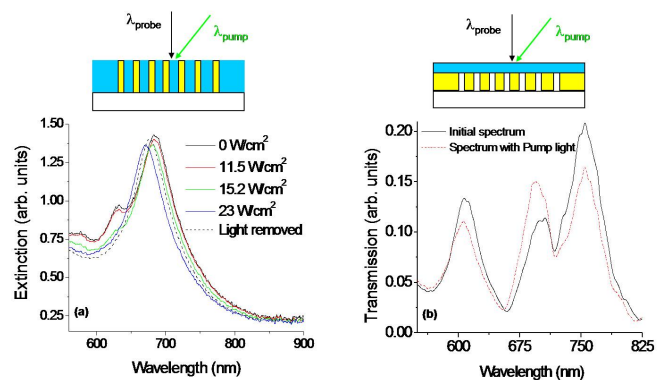 λprobe
λpump
1.50
1.25
1.00
0.75
0.50
0.25
Extinction (arb. units)
0 W/cm²
11.5 W/cm²
15.2 W/cm²
23 W/cm²
Light removed
(a)
600
700
800
900
Wavelength (nm)
λprobe
λpump
0.20
0.15
0.10
0.05
0.00
Transmission (arb. units)
Initial spectrum
Spectrum with Pump light
(b)
600
675
750
825
Wavelength (nm)